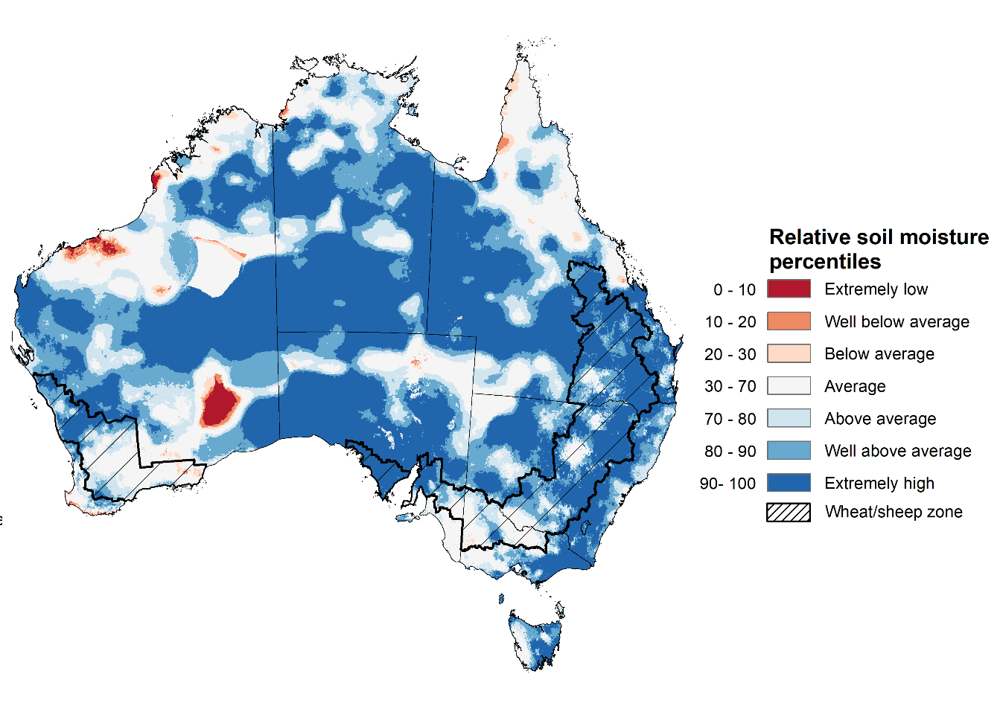 Relative soil moisture
percentiles
0 - 10 Extremely low
10 - 20 Well below average
20 - 30 Below average
30 - 70 Average
70 - 80 Above average
80 - 90 Well above average
90- 100 Extremely high
Wheat/sheep zone